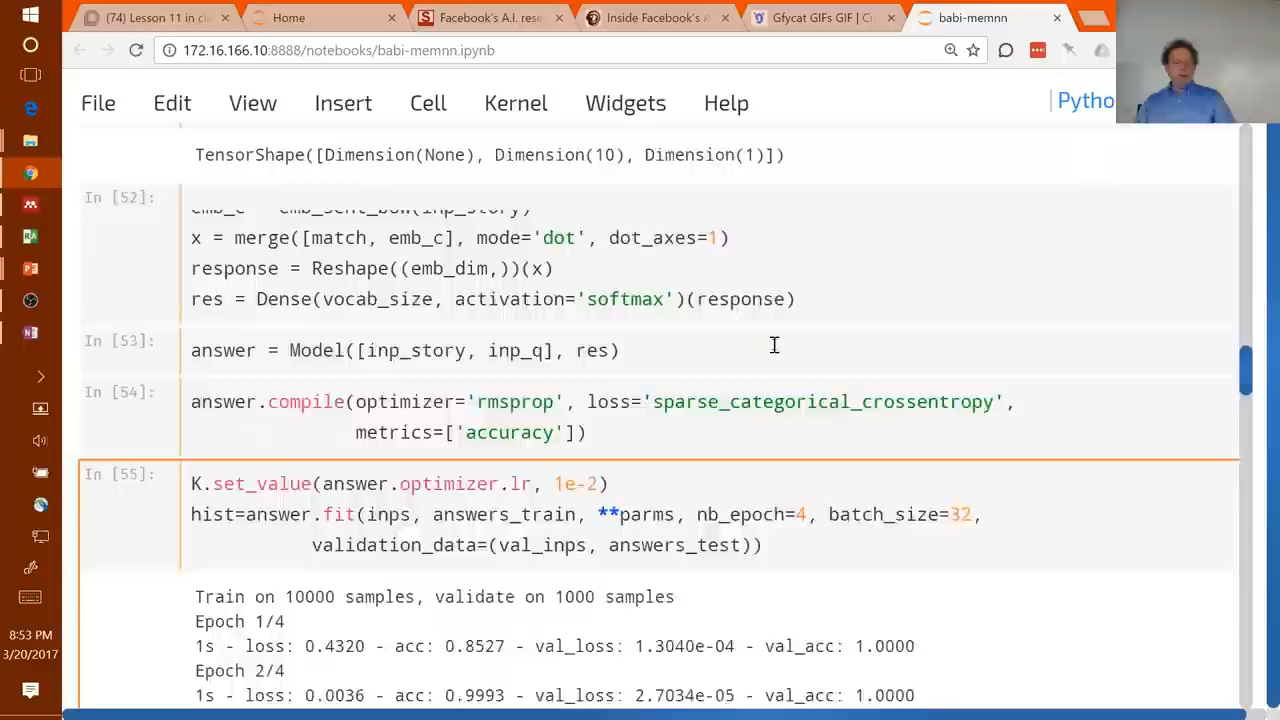 (74) Lesson 11 in cl
Home
Facebook's A.I. rese
Inside Facebook's A
Gfycat GIFs GIF | Cr
babi-memnn
172.16.166.10:8888/notebooks/babi-memnn.ipynb
File Edit View Insert Cell Kernel Widgets Help
Pytho
TensorShape([Dimension(None), Dimension(10), Dimension(1)])
In [52]:
emb_c = emb_sent_bow(inp_story)
x = merge([match, emb_c], mode='dot', dot_axes=1)
response = Reshape((emb_dim,))(x)
res = Dense(vocab_size, activation='softmax')(response)
In [53]:
answer = Model([inp_story, inp_q], res)
In [54]:
answer.compile(optimizer='rmsprop', loss='sparse_categorical_crossentropy',
metrics=['accuracy'])
In [55]:
K.set_value(answer.optimizer.lr, 1e-2)
hist=answer.fit(inps, answers_train, **parms, nb_epoch=4, batch_size=32,
validation_data=(val_inps, answers_test))
Train on 10000 samples, validate on 1000 samples
Epoch 1/4
1s - loss: 0.4320 - acc: 0.8527 - val_loss: 1.3040e-04 - val_acc: 1.0000
Epoch 2/4
1s - loss: 0.0036 - acc: 0.9993 - val_loss: 2.7034e-05 - val_acc: 1.0000
8:53 PM
3/20/2017